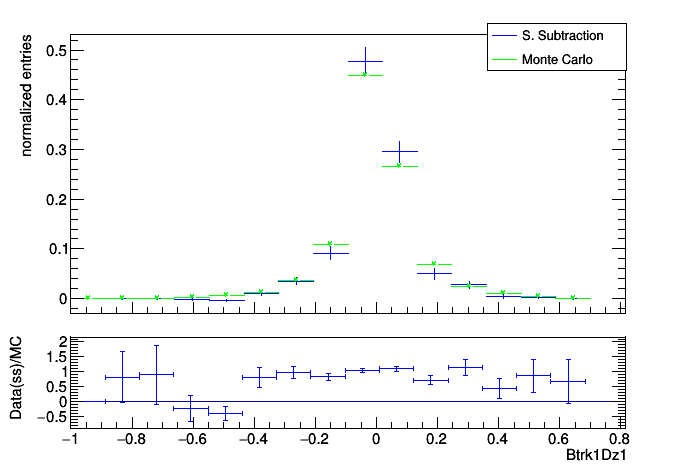 S. Subtraction
Monte Carlo
normalized entries
0.5
0.4
0.3
0.2
0.1
0
Data(ss)/MC
2
1.5
1
0.5
0
−0.5
−1 −0.8 −0.6 −0.4 −0.2 0 0.2 0.4 0.6 0.8
Btrk1Dz1